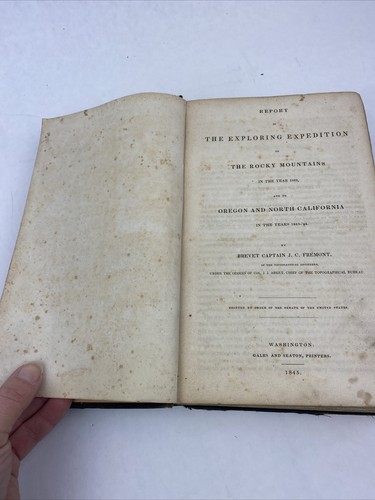 REPORT
OF
THE EXPLORING EXPEDITION
TO
THE ROCKY MOUNTAINS
IN THE YEAR 1842,
AND TO
OREGON AND NORTH CALIFORNIA
IN THE YEARS 1843-'44.
BY
BREVET CAPTAIN J. C. FRÉMONT,
OF THE TOPOGRAPHICAL ENGINEERS,
UNDER THE ORDERS OF COL. J. J. ABERT, CHIEF OF THE TOPOGRAPHICAL BUREAU.
PRINTED BY ORDER OF THE SENATE OF THE UNITED STATES.
WASHINGTON:
GALES AND SEATON, PRINTERS.
1845.